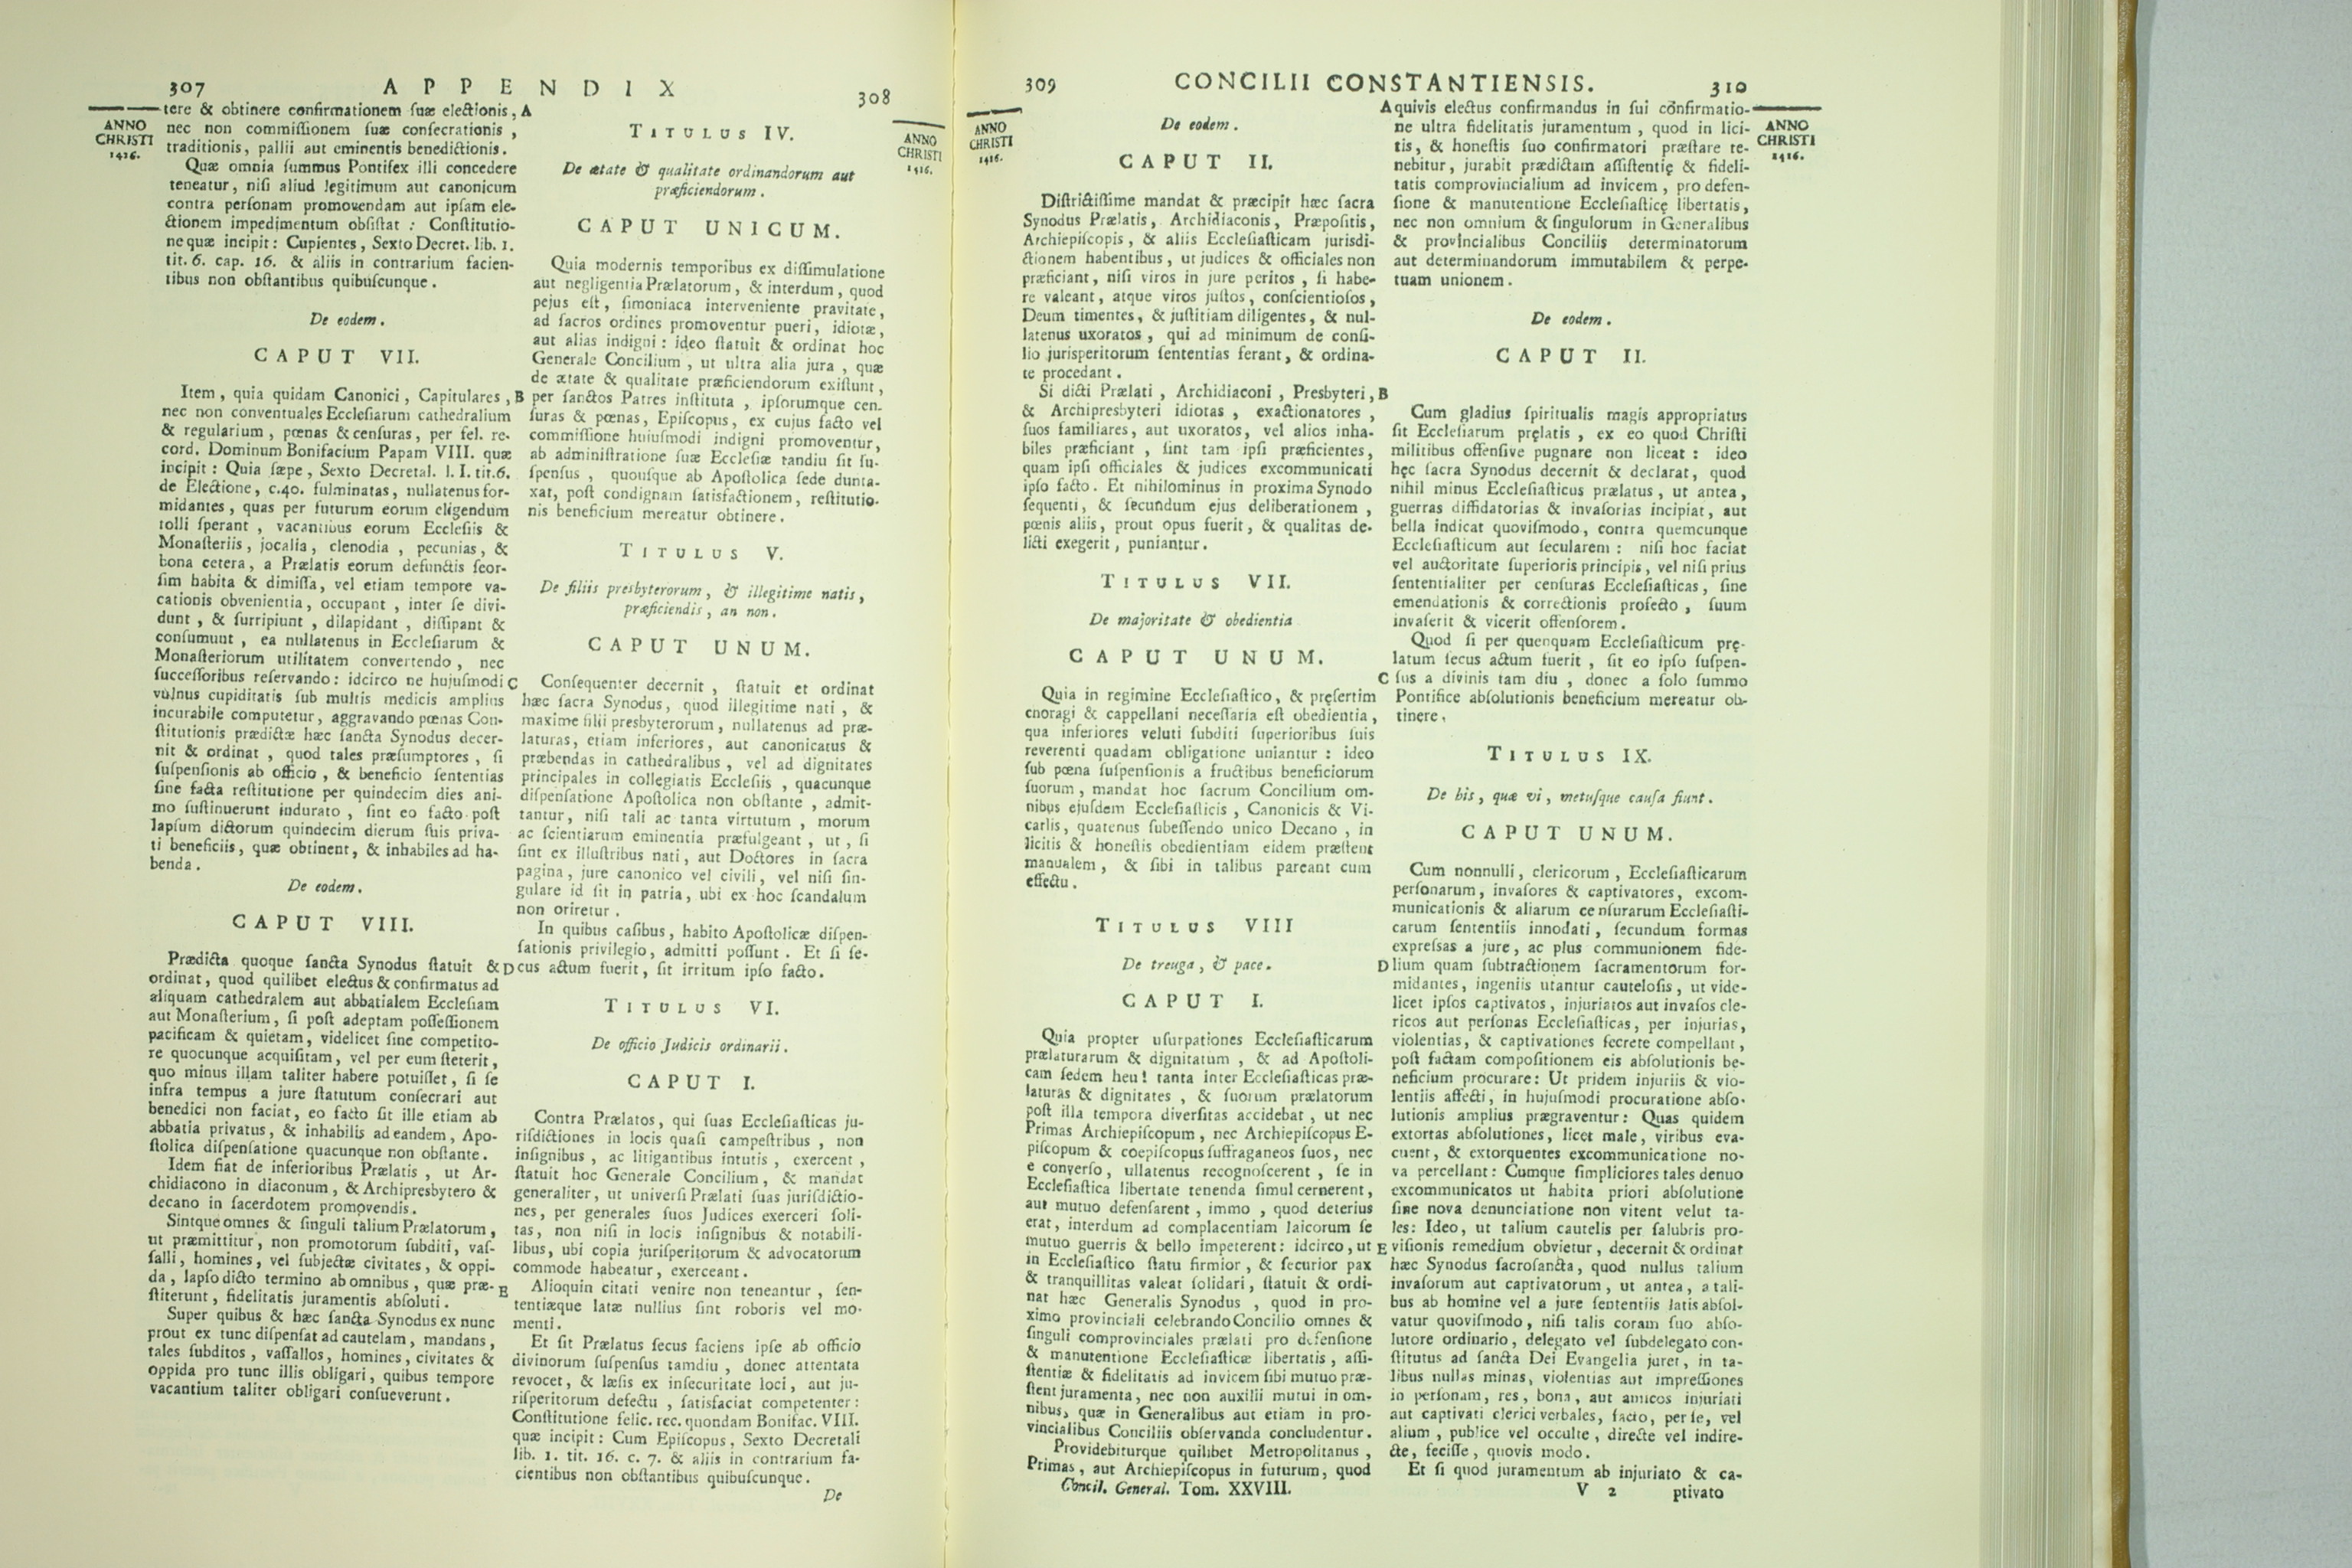 307 APPENDIX 308
ANNO
CHRISTI
1416.
tere & obtinere confirmationem ſuæ electionis, A
nec non commiſſionem ſuæ conſecrationis ,
traditionis, pallii aut eminentis benedictionis.
Quæ omnia ſummus Pontifex illi concedere
teneatur, niſi aliud legitimum aut canonicum
contra perſonam promovendam aut ipſam ele-
ctionem impedimentum obſiſtat : Conſtitutio-
ne quæ incipit : Cupientes, Sexto Decret. lib. 1.
tit. 6. cap. 16. & aliis in contrarium facien-
tibus non obſtantibus quibuſcunque.
De eodem.
CAPUT VII.
Item, quia quidam Canonici, Capitulares, B
nec non conventuales Eccleſiarum cathedralium
& regularium, pœnas & cenſuras, per fel. re-
cord. Dominum Bonifacium Papam VIII. quæ
incipit : Quia ſæpe, Sexto Decretal. l. I. tit. 6.
de Electione, c. 40. fulminatas, nullatenus for-
midantes, quas per futurum eorum eligendum
tolli ſperant, vacantibus eorum Eccleſiis &
Monaſteriis, jocalia, clenodia, pecunias, &
bona cetera, a Prælatis eorum defunctis ſeor-
ſim habita & dimiſſa, vel etiam tempore va-
cationis obvenientia, occupant, inter ſe divi-
dunt, & ſurripiunt, dilapidant, diſſipant &
conſumunt, ea nullatenus in Eccleſiarum &
Monaſteriorum utilitatem convertendo, nec
ſucceſſoribus reſervando : idcirco ne hujuſmodi C
vulnus cupiditatis ſub multis medicis amplius
incurabile computetur, aggravando pœnas Con-
ſtitutionis prædictæ hæc ſancta Synodus decer-
nit & ordinat, quod tales præſumptores, ſi
ſuſpenſionis ab officio, & beneficio ſententias
ſine facta reſtitutione per quindecim dies ani-
mo ſuſtinuerunt indurato, ſint eo facto poſt
lapſum dictorum quindecim dierum ſuis priva-
ti beneficiis, quæ obtinent, & inhabiles ad ha-
benda.
De eodem.
CAPUT VIII.
Prædicta quoque ſancta Synodus ſtatuit & D
ordinat, quod quilibet electus & confirmatus ad
aliquam cathedralem aut abbatialem Eccleſiam
aut Monaſterium, ſi poſt adeptam poſſeſſionem
pacificam & quietam, videlicet ſine competito-
re quocunque acquiſitam, vel per eum ſteterit,
quo minus illam taliter habere potuiſſet, ſi ſe
infra tempus a jure ſtatutum conſecrari aut
benedici non faciat, eo facto ſit ille etiam ab
abbatia privatus, & inhabilis ad eandem, Apo-
ſtolica diſpenſatione quacunque non obſtante.
Idem fiat de inferioribus Prælatis, ut Ar-
chidiacono in diaconum, & Archipresbytero &
decano in ſacerdotem promovendis.
Sintque omnes & ſinguli talium Prælatorum,
ut præmittitur, non promotorum ſubditi, vaſ-
ſalli, homines, vel ſubjectæ civitates, & oppi-
da, lapſo dicto termino ab omnibus, quæ præ- E
ſtiterunt, fidelitatis juramentis abſoluti.
Super quibus & hæc ſancta Synodus ex nunc
prout ex tunc diſpenſat ad cautelam, mandans,
tales ſubditos, vaſſallos, homines, civitates &
oppida pro tunc illis obligari, quibus tempore
vacantium taliter obligari conſueverunt.
ANNO
CHRISTI
1416.
TITULUS IV.
De ætate & qualitate ordinandorum aut
præficiendorum.
CAPUT UNICUM.
Quia modernis temporibus ex diſſimulatione
aut negligentia Prælatorum, & interdum, quod
pejus eſt, ſimoniaca interveniente pravitate,
ad ſacros ordines promoventur pueri, idiotæ,
aut alias indigni : ideo ſtatuit & ordinat hoc
Generale Concilium, ut ultra alia jura, quæ
de ætate & qualitate præficiendorum exiſtunt,
per ſanctos Patres inſtituta, ipſorumque cen-
ſuras & pœnas, Epiſcopus, ex cujus facto vel
commiſſione huiuſmodi indigni promoventur,
ab adminiſtratione ſuæ Eccleſiæ tandiu ſit ſu-
ſpenſus, quouſque ab Apoſtolica ſede dunta-
xat, poſt condignam ſatisfactionem, reſtitutio-
nis beneficium mereatur obtinere.
TITULUS V.
De filiis presbyterorum, & illegitime natis,
præficiendis, an non.
CAPUT UNUM.
Conſequenter decernit, ſtatuit et ordinat
hæc ſacra Synodus, quod illegitime nati, &
maxime filii presbyterorum, nullatenus ad præ-
laturas, etiam inferiores, aut canonicatus &
præbendas in cathedralibus, vel ad dignitates
principales in collegiatis Eccleſiis, quacunque
diſpenſatione Apoſtolica non obſtante, admit-
tantur, niſi tali ac tanta virtutum, morum
ac ſcientiarum eminentia præfulgeant, ut, ſi
ſint ex illuſtribus nati, aut Doctores in ſacra
pagina, jure canonico vel civili, vel niſi ſin-
gulare id ſit in patria, ubi ex hoc ſcandalum
non oriretur.
In quibus caſibus, habito Apoſtolicæ diſpen-
ſationis privilegio, admitti poſſunt. Et ſi ſe-
cus actum fuerit, ſit irritum ipſo facto.
TITULUS VI.
De officio Judicis ordinarii.
CAPUT I.
Contra Prælatos, qui ſuas Eccleſiaſticas ju-
riſdictiones in locis quaſi campeſtribus, non
inſignibus, ac litigantibus intutis, exercent,
ſtatuit hoc Generale Concilium, & mandat
generaliter, ut univerſi Prælati ſuas juriſdictio-
nes, per generales ſuos Judices exerceri ſoli-
tas, non niſi in locis inſignibus & notabili-
libus, ubi copia juriſperitorum & advocatorum
commode habeatur, exerceant.
Alioquin citati venire non teneantur, ſen-
tentiæque latæ nullius ſint roboris vel mo-
menti.
Et ſit Prælatus ſecus faciens ipſe ab officio
divinorum ſuſpenſus tamdiu, donec attentata
revocet, & læſis ex inſecuritate loci, aut ju-
riſperitorum defectu, ſatisfaciat competenter :
Conſtitutione felic. rec. quondam Bonifac. VIII.
quæ incipit : Cum Epiſcopus, Sexto Decretali
lib. 1. tit. 16. c. 7. & aliis in contrarium fa-
cientibus non obſtantibus quibuſcunque.
De
309 CONCILII CONSTANTIENSIS. 310
ANNO
CHRISTI
1416.
De eodem.
CAPUT II.
Diſtrictiſſime mandat & præcipit hæc ſacra
Synodus Prælatis, Archidiaconis, Præpoſitis,
Archiepiſcopis, & aliis Eccleſiaſticam jurisdi-
ctionem habentibus, ut judices & officiales non
præficiant, niſi viros in jure peritos, ſi habe-
re valeant, atque viros juſtos, conſcientioſos,
Deum timentes, & juſtitiam diligentes, & nul-
latenus uxoratos, qui ad minimum de conſi-
lio jurisperitorum ſententias ferant, & ordina-
te procedant.
Si dicti Prælati, Archidiaconi, Presbyteri, B
& Archipresbyteri idiotas, exactionatores,
ſuos familiares, aut uxoratos, vel alios inha-
biles præficiant, ſint tam ipſi præficientes,
quam ipſi officiales & judices excommunicati
ipſo facto. Et nihilominus in proxima Synodo
ſequenti, & ſecundum ejus deliberationem,
pœnis aliis, prout opus fuerit, & qualitas de-
licti exegerit, puniantur.
TITULUS VII.
De majoritate & obedientia
CAPUT UNUM.
Quia in regimine Eccleſiaſtico, & pręſertim
cnoragi & cappellani neceſſaria eſt obedientia,
qua inferiores veluti ſubditi ſuperioribus ſuis
reverenti quadam obligatione uniantur : ideo
ſub pœna ſuſpenſionis a fructibus beneficiorum
ſuorum, mandat hoc ſacrum Concilium om-
nibus ejuſdem Eccleſiaſticis, Canonicis & Vi-
cariis, quatenus ſubeſſendo unico Decano, in
licitis & honeſtis obedientiam eidem præſtent
manualem, & ſibi in talibus pareant cum
effectu.
TITULUS VIII
De treuga, & pace.
CAPUT I.
Quia propter uſurpationes Eccleſiaſticarum
prælaturarum & dignitatum, & ad Apoſtoli-
cam ſedem heu! tanta inter Eccleſiaſticas præ-
laturas & dignitates, & ſuorum prælatorum
poſt illa tempora diverſitas accidebat, ut nec
Primas Archiepiſcopum, nec Archiepiſcopus E-
piſcopum & coepiſcopus ſuffraganeos ſuos, nec
e converſo, ullatenus recognoſcerent, ſe in
Eccleſiaſtica libertate tenenda ſimul cernerent,
aut mutuo defenſarent, immo, quod deterius
erat, interdum ad complacentiam laicorum ſe
mutuo guerris & bello impeterent : idcirco, ut E
in Eccleſiaſtico ſtatu firmior, & ſecurior pax
& tranquillitas valeat ſolidari, ſtatuit & ordi-
nat hæc Generalis Synodus, quod in pro-
ximo provinciali celebrando Concilio omnes &
ſinguli comprovinciales prælati pro defenſione
& manutentione Eccleſiaſticæ libertatis, aſſi-
ſtentiæ & fidelitatis ad invicem ſibi mutuo præ-
ſtent juramenta, nec non auxilii mutui in om-
nibus, quæ in Generalibus aut etiam in pro-
vincialibus Conciliis obſervanda concludentur.
Providebiturque quilibet Metropolitanus,
Primas, aut Archiepiſcopus in futurum, quod
Concil. General. Tom. XXVIII.
ANNO
CHRISTI
1416.
A quivis electus confirmandus in ſui cõnfirmatio-
ne ultra fidelitatis juramentum, quod in lici-
tis, & honeſtis ſuo confirmatori præſtare te-
nebitur, jurabit prædictam aſſiſtentię & fideli-
tatis comprovincialium ad invicem, pro defen-
ſione & manutentione Eccleſiaſticę libertatis,
nec non omnium & ſingulorum in Generalibus
& provincialibus Conciliis determinatorum
aut determinandorum immutabilem & perpe-
tuam unionem.
De eodem.
CAPUT II.
Cum gladius ſpiritualis magis appropriatus
ſit Eccleſiarum pręlatis, ex eo quod Chriſti
militibus offenſive pugnare non liceat : ideo
hęc ſacra Synodus decernit & declarat, quod
nihil minus Eccleſiaſticus prælatus, ut antea,
guerras diffidatorias & invaſorias incipiat, aut
bella indicat quoviſmodo, contra quemcunque
Eccleſiaſticum aut ſecularem : niſi hoc faciat
vel auctoritate ſuperioris principis, vel niſi prius
ſententialiter per cenſuras Eccleſiaſticas, ſine
emendationis & correctionis profecto, ſuum
invaſerit & vicerit offenſorem.
Quod ſi per quenquam Eccleſiaſticum prę-
latum ſecus actum fuerit, ſit eo ipſo ſuſpen-
C ſus a divinis tam diu, donec a ſolo ſummo
Pontifice abſolutionis beneficium mereatur ob-
tinere.
TITULUS IX.
De his, quæ vi, metuſque cauſa fiunt.
CAPUT UNUM.
Cum nonnulli, clericorum, Eccleſiaſticarum
perſonarum, invaſores & captivatores, excom-
municationis & aliarum cenſurarum Eccleſiaſti-
carum ſententiis innodati, ſecundum formas
expreſsas a jure, ac plus communionem fide-
D lium quam ſubtractionem ſacramentorum for-
midantes, ingeniis utantur cauteloſis, ut vide-
licet ipſos captivatos, injuriatos aut invaſos cle-
ricos aut perſonas Eccleſiaſticas, per injurias,
violentias, & captivationes ſecrete compellant,
poſt factam compoſitionem eis abſolutionis be-
neficium procurare : Ut pridem injuriis & vio-
lentiis affecti, in hujuſmodi procuratione abſo-
lutionis amplius prægraventur : Quas quidem
extortas abſolutiones, licet male, viribus eva-
cuent, & extorquentes excommunicatione no-
va percellant : Cumque ſimpliciores tales denuo
excommunicatos ut habita priori abſolutione
ſine nova denunciatione non vitent velut ta-
les : Ideo, ut talium cautelis per ſalubris pro-
viſionis remedium obvietur, decernit & ordinat
hæc Synodus ſacroſancta, quod nullus talium
invaſorum aut captivatorum, ut antea, a tali-
bus ab homine vel a jure ſententiis latis abſol-
vatur quoviſmodo, niſi talis coram ſuo abſo-
lutore ordinario, delegato vel ſubdelegato con-
ſtitutus ad ſancta Dei Evangelia juret, in ta-
libus nullas minas, violentias aut impreſſiones
in perſonam, res, bona, aut amicos injuriati
aut captivati clerici verbales, facto, per ſe, vel
alium, publice vel occulte, directe vel indire-
cte, feciſſe, quovis modo.
Et ſi quod juramentum ab injuriato & ca-
V 2 ptivato